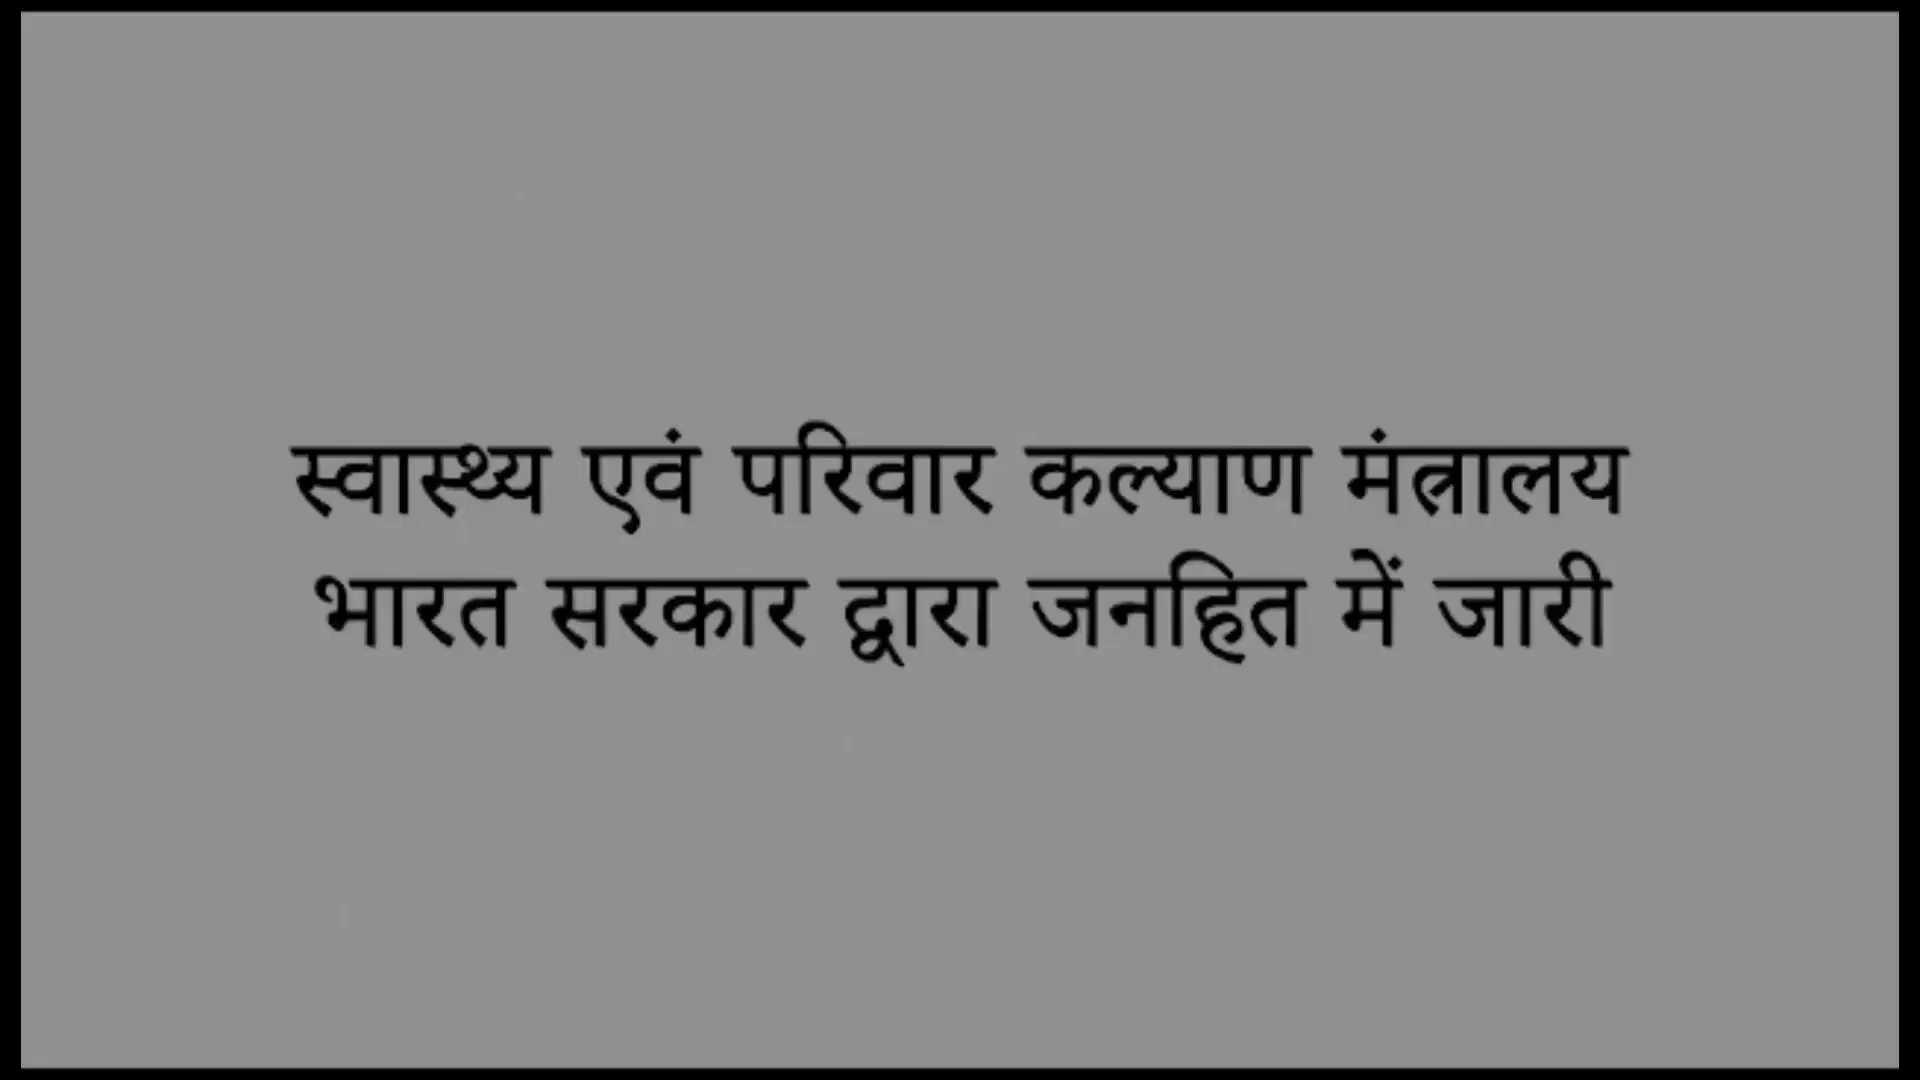 स्वास्थ्य एवं परिवार कल्याण मंत्रालय
भारत सरकार द्वारा जनहित में जारी